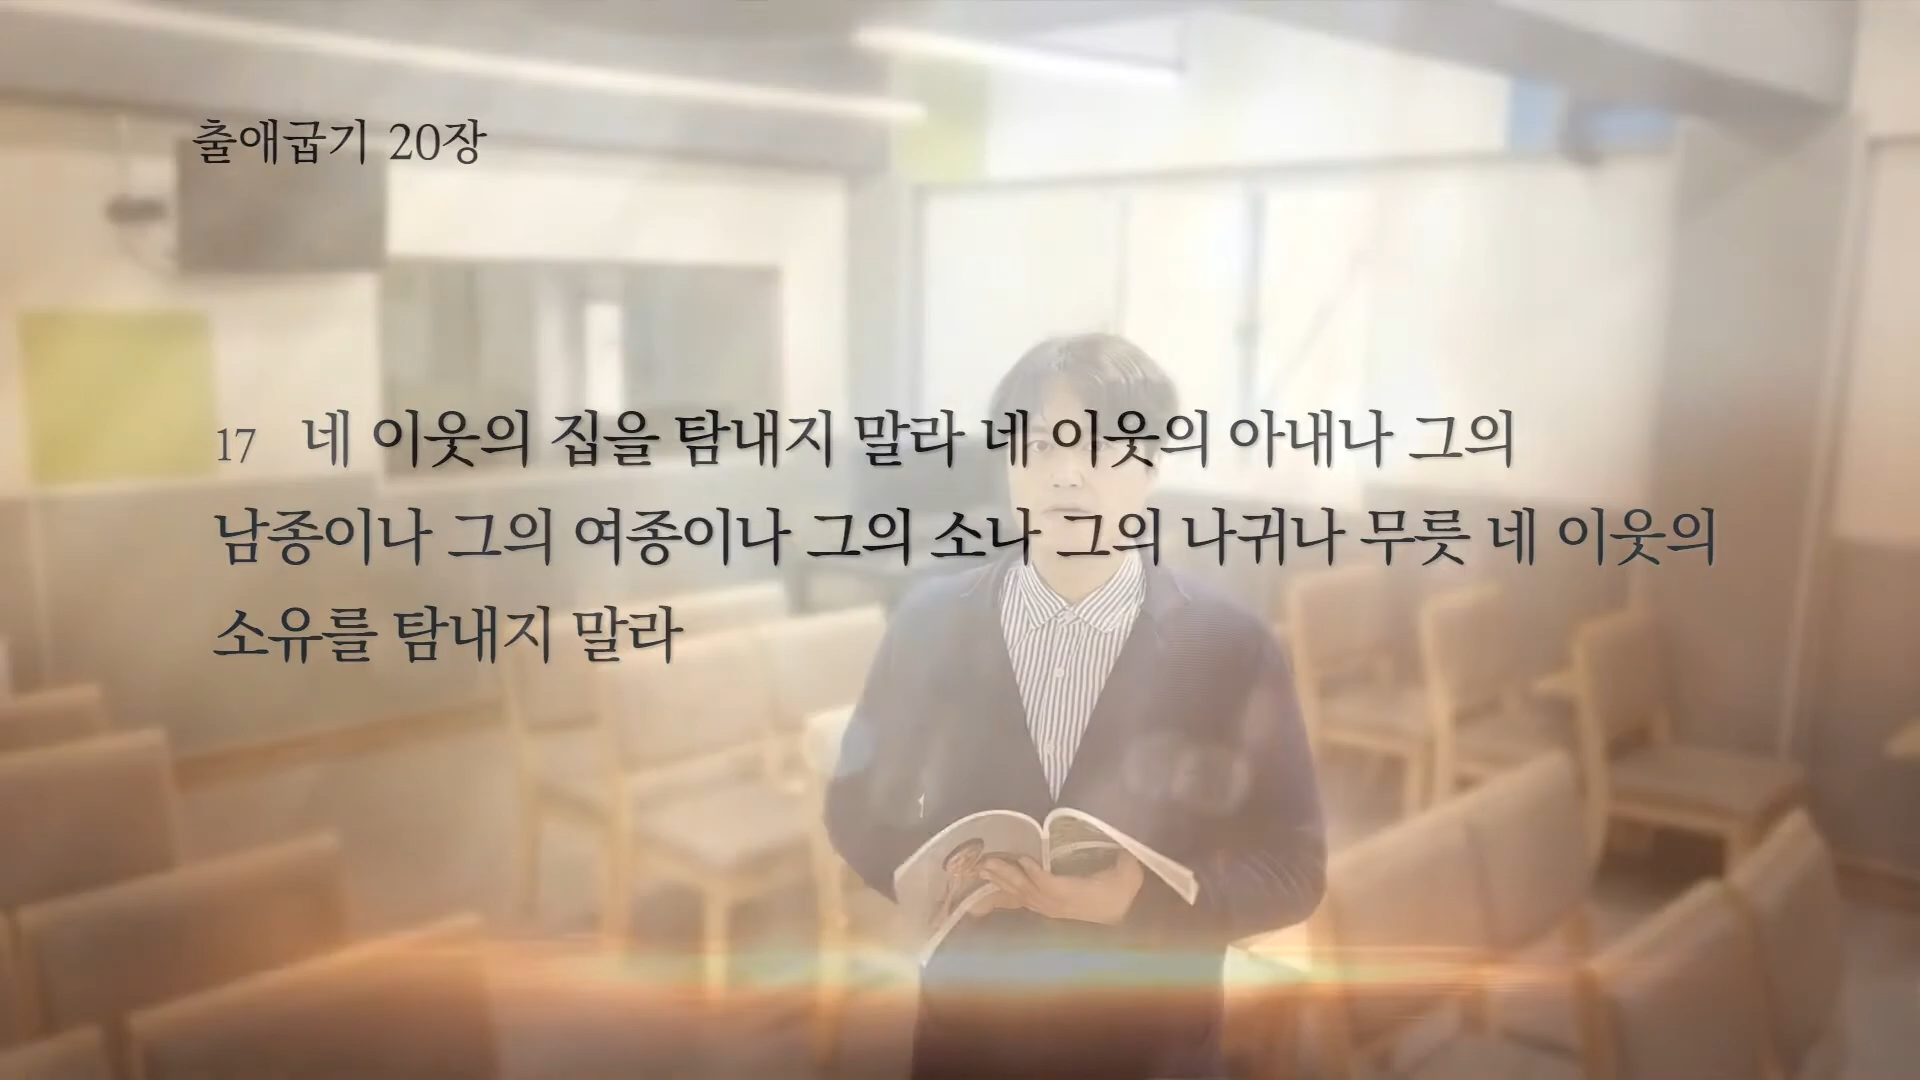 출애굽기 20장
17 네 이웃의 집을 탐내지 말라 네 이웃의 아내나 그의
남종이나 그의 여종이나 그의 소나 그의 나귀나 무릇 네 이웃의
소유를 탐내지 말라